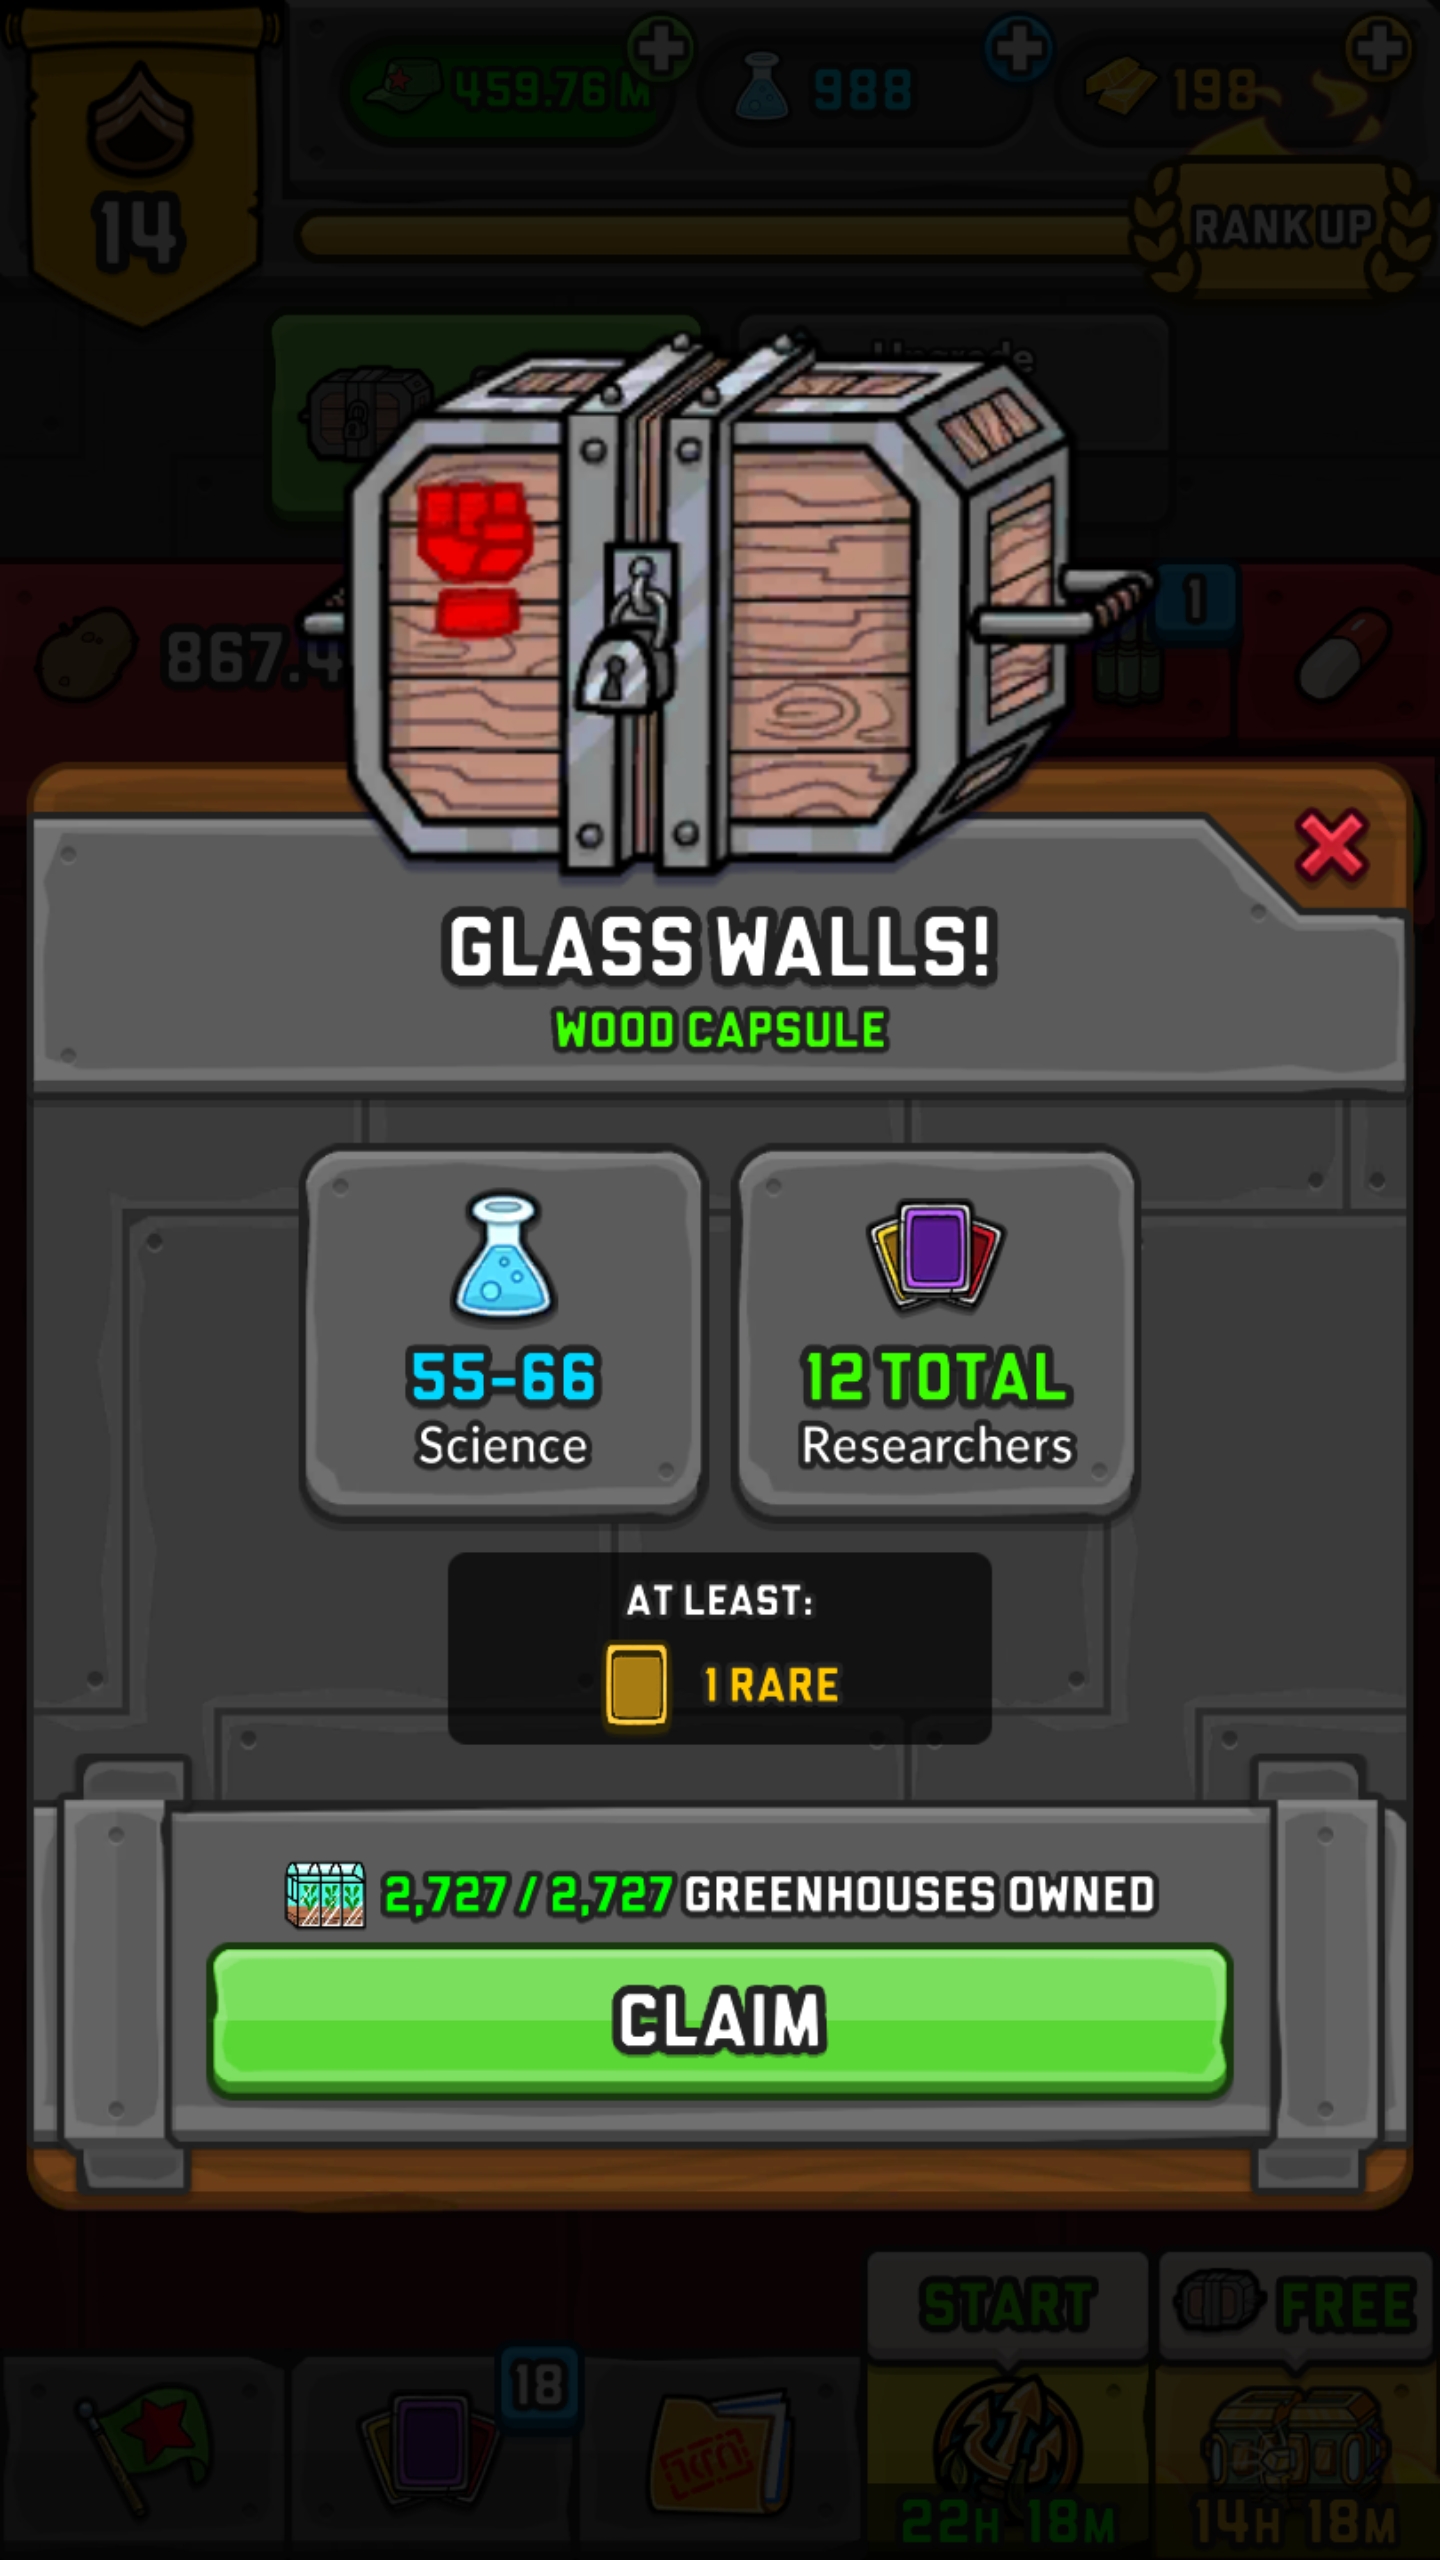 459.76 M
988
198
14
RANK UP
Upgrade
867.4
1
GLASS WALLS!
WOOD CAPSULE
55-66
Science
12 TOTAL
Researchers
AT LEAST:
1 RARE
2,727 / 2,727 GREENHOUSES OWNED
CLAIM
START
FREE
18
22H 18M
14H 18M